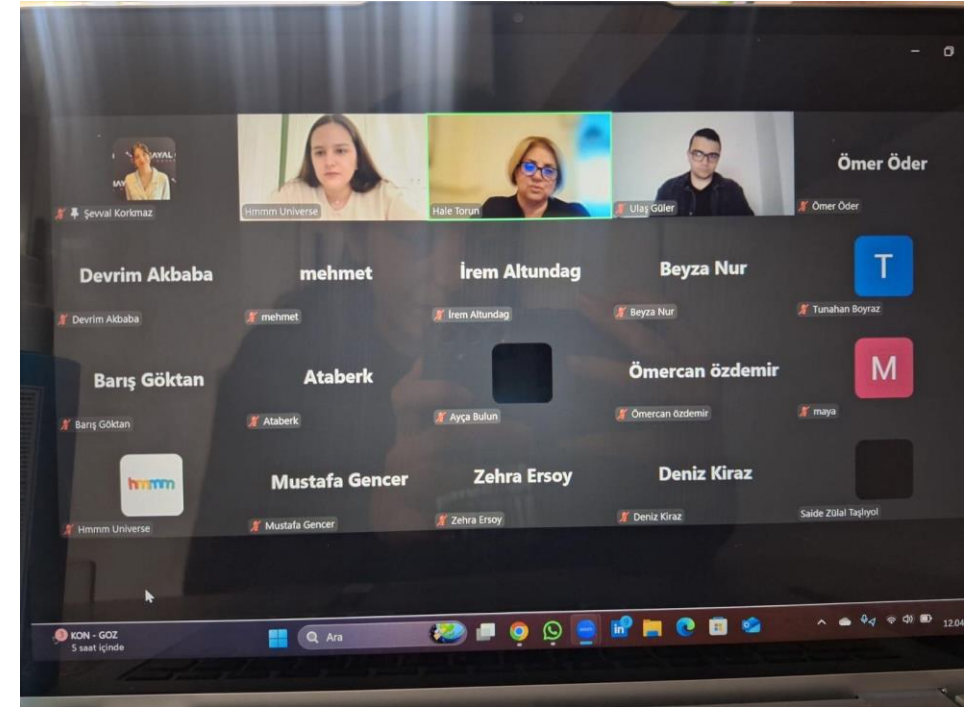 AYAL
Şevval Korkmaz
Hmmm Universe
Hale Torun
Ulaş Güler
Ömer Öder
Ömer Öder
Devrim Akbaba
Devrim Akbaba
mehmet
mehmet
İrem Altundag
İrem Altundag
Beyza Nur
Beyza Nur
T
Tunahan Boyraz
Barış Göktan
Barış Göktan
Ataberk
Ataberk
Ayça Bulun
Ömercan özdemir
Ömercan özdemir
M
maya
hmmm
Hmmm Universe
Mustafa Gencer
Mustafa Gencer
Zehra Ersoy
Zehra Ersoy
Deniz Kiraz
Deniz Kiraz
Saide Zülal Taşlıyol
3
KON - GOZ
5 saat içinde
Ara
in
12.04